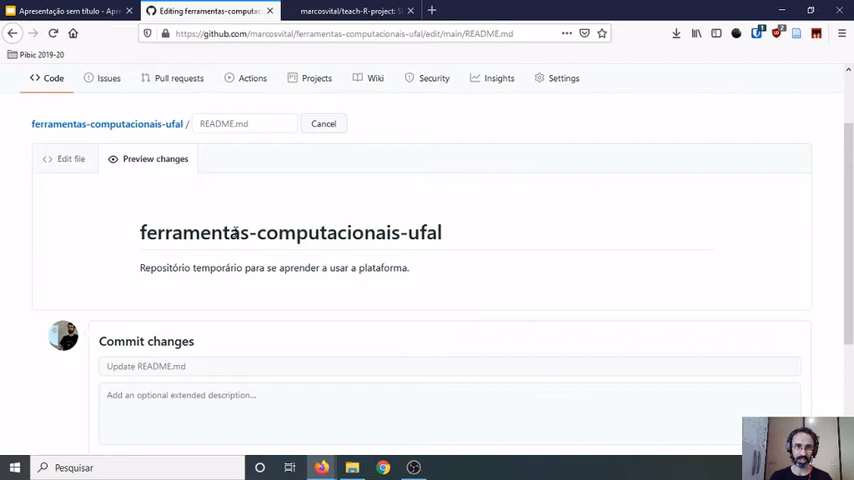 Apresentação sem título - Apre
Editing ferramentas-computac
marcosvital/teach-R-project: S
https://github.com/marcosvital/ferramentas-computacionais-ufal/edit/main/README.md
Pibic 2019-20
Code
Issues
Pull requests
Actions
Projects
Wiki
Security
Insights
Settings
ferramentas-computacionais-ufal / README.md Cancel
Edit file
Preview changes
ferramentas-computacionais-ufal
Repositório temporário para se aprender a usar a plataforma.
Commit changes
Update README.md
Add an optional extended description...
Pesquisar